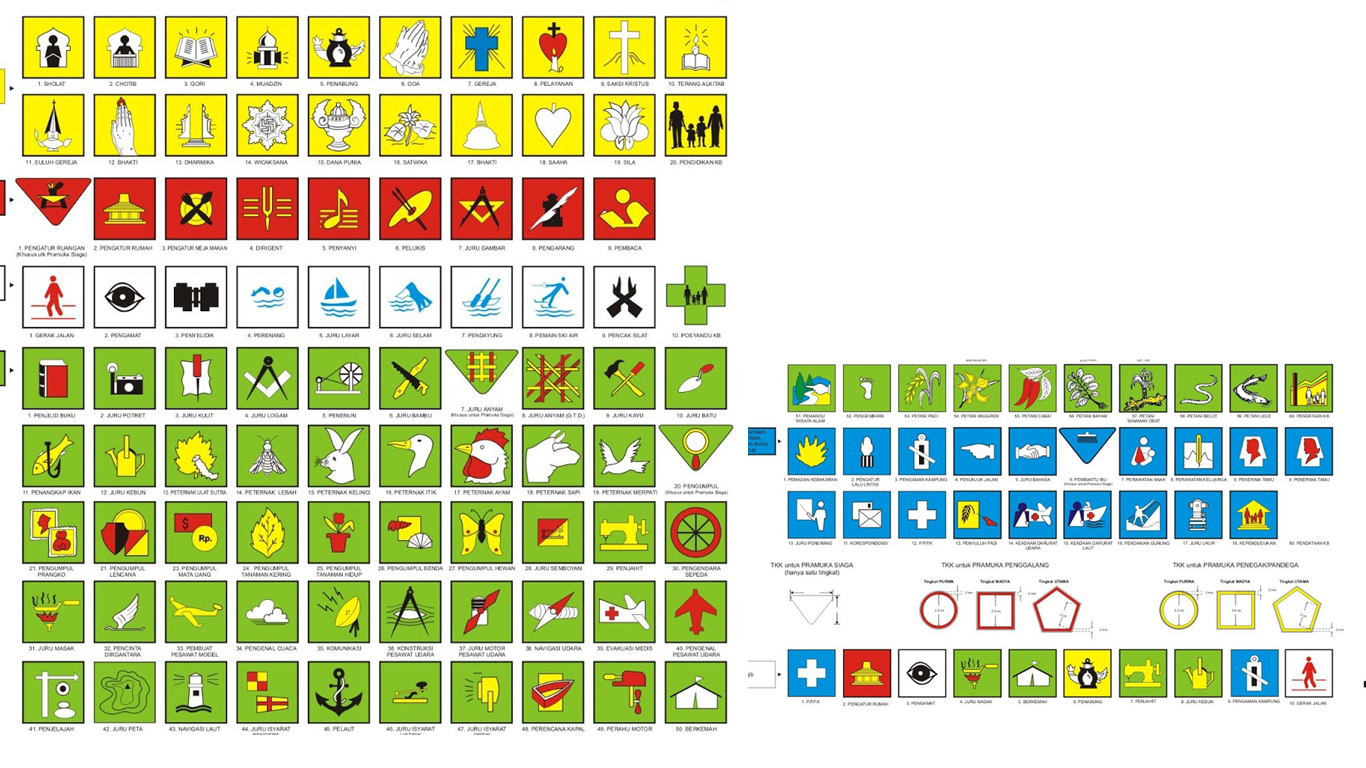 1. SHOLAT
2. CHOTIB
3. QORI
4. MUADZIN
5. PENABUNG
6. DOA
7. GEREJA
8. PELAYANAN
9. SAKSI KRISTUS
10. TERANG ALKITAB
11. SULUH GEREJA
12. BHAKTI
13. DHARMIKA
14. WICAKSANA
15. DANA PUNIA
16. SATWIKA
17. BHAKTI
18. SAAHA
19. SILA
20. PENDIDIKAN KB
1. PENGATUR RUANGAN
(Khusus utk Pramuka Siaga)
2. PENGATUR RUMAH
3. PENGATUR MEJA MAKAN
4. DIRIGENT
5. PENYANYI
6. PELUKIS
7. JURU GAMBAR
8. PENGARANG
9. PEMBACA
1. GERAK JALAN
2. PENGAMAT
3. PENYELIDIK
4. PERENANG
5. JURU LAYAR
6. JURU SELAM
7. PENDAYUNG
8. PEMAIN SKI AIR
9. PENCAK SILAT
10. POSYANDU KB
1. PENJILID BUKU
2. JURU POTRET
3. JURU KULIT
4. JURU LOGAM
5. PENENUN
6. JURU BAMBU
7. JURU ANYAM
(Khusus untuk Pramuka Siaga)
8. JURU ANYAM (G.T.D)
9. JURU KAYU
10. JURU BATU
11. PENANGKAP IKAN
12. JURU KEBUN
13. PETERNAK ULAT SUTRA
14. PETERNAK LEBAH
15. PETERNAK KELINCI
16. PETERNAK ITIK
17. PETERNAK AYAM
18. PETERNAK SAPI
19. PETERNAK MERPATI
20. PENGUMPUL
(Khusus untuk Pramuka Siaga)
$
Rp.
21. PENGUMPUL
PRANGKO
22. PENGUMPUL
LENCANA
23. PENGUMPUL
MATA UANG
24. PENGUMPUL
TANAMAN KERING
25. PENGUMPUL
TANAMAN HIDUP
26. PENGUMPUL BENDA
27. PENGUMPUL HEWAN
28. JURU SEMBOYAN
29. PENJAHIT
30. PENGENDARA
SEPEDA
31. JURU MASAK
32. PENCINTA
DIRGANTARA
33. PEMBUAT
PESAWAT MODEL
34. PENGENAL CUACA
35. KOMUNIKASI
36. KONSTRUKSI
PESAWAT UDARA
37. JURU MOTOR
PESAWAT UDARA
38. NAVIGASI UDARA
39. EVAKUASI MEDIS
40. PENGENAL
PESAWAT UDARA
41. PENJELAJAH
42. JURU PETA
43. NAVIGASI LAUT
44. JURU ISYARAT
45. PELAUT
46. JURU ISYARAT
47. JURU ISYARAT
48. PERENCANA KAPAL
49. PERAHU MOTOR
50. BERKEMAH
51. PEMANDU
WISATA ALAM
52. PENGEMBARA
53. PETANI PADI
54. PETANI ANGGREK
55. PETANI CABAI
56. PETANI BAYAM
57. PETANI
TANAMAN OBAT
58. PETANI BELUT
59. PETANI LELE
60. PENDATAAN KB
1. PEMADAN KEBAKARAN
2. PENGATUR
LALU LINTAS
3. PENGAMAN KAMPUNG
4. PENUNJUK JALAN
5. JURU BAHASA
6. PEMBANTU IBU
(Khusus untuk Pramuka Siaga)
7. PERAWATAN ANAK
8. PERAWATAN KELUARGA
9. PENERIMA TAMU
9. PENERIMA TAMU
10. JURU PENERANG
11. KORESPONDENSI
12. P.P.P.K
13. PENYULUH PADI
14. KEADAAN DARURAT
UDARA
15. KEADAAN DARURAT
LAUT
16. PENDAKIAN GUNUNG
17. JURU UKUR
18. KEPENDUDUKAN
60. PENDATAAN KB
TKK untuk PRAMUKA SIAGA
(hanya satu tingkat)
TKK untuk PRAMUKA PENGGALANG
Tingkat PURWA
Tingkat MADYA
Tingkat UTAMA
TKK untuk PRAMUKA PENEGAK/PANDEGA
Tingkat PURWA
Tingkat MADYA
Tingkat UTAMA
1. P.P.P.K
2. PENGATUR RUMAH
3. PENGAMAT
4. JURU MASAK
5. BERKEMAH
6. PENABUNG
7. PENJAHIT
8. JURU KEBUN
9. PENGAMAN KAMPUNG
10. GERAK JALAN